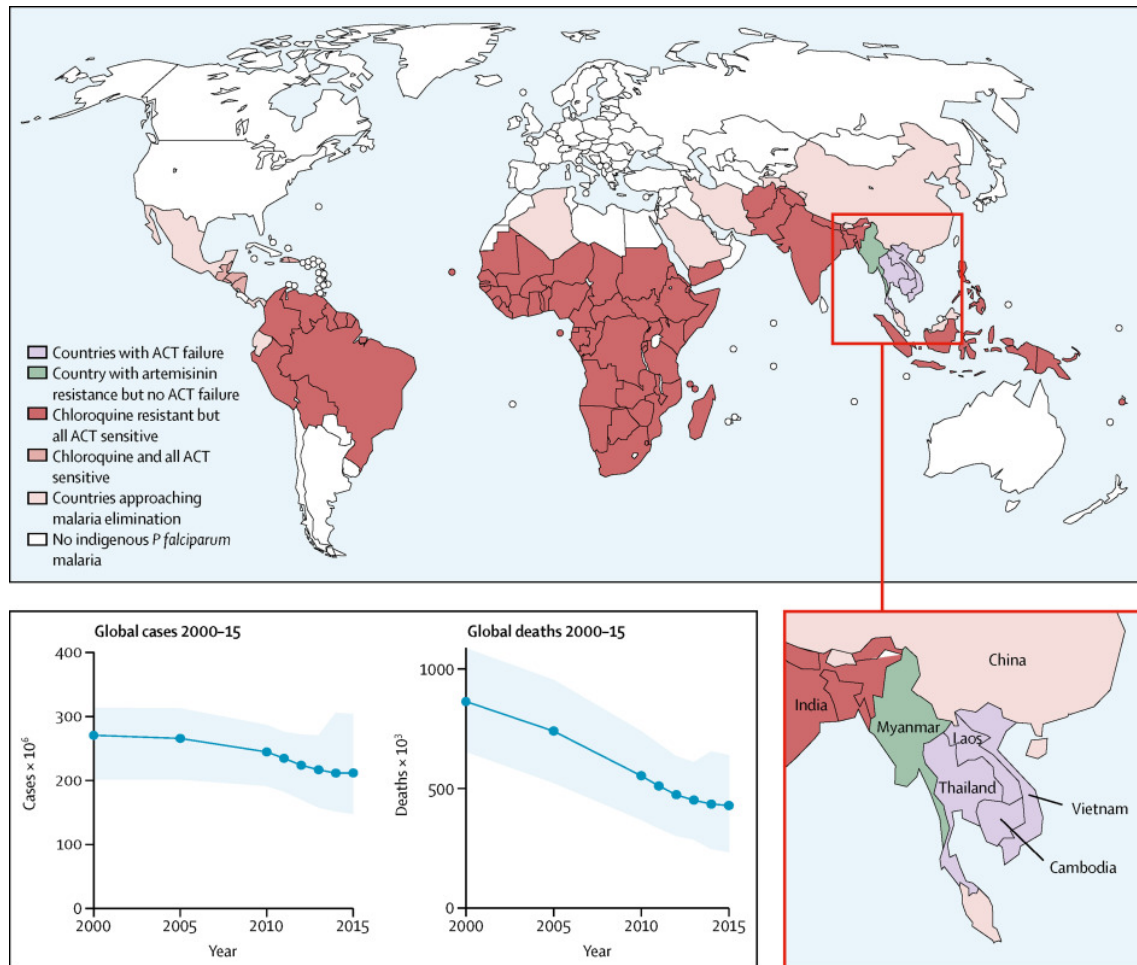 Countries with ACT failure
Country with artemisinin
resistance but no ACT failure
Chloroquine resistant but
all ACT sensitive
Chloroquine and all ACT
sensitive
Countries approaching
malaria elimination
No indigenous P falciparum
malaria
Global cases 2000–15
400
300
200
100
0
Cases × 10⁶
2000
2005
2010
2015
Year
Global deaths 2000–15
1000
500
0
Deaths × 10³
2000
2005
2010
2015
Year
China
India
Myanmar
Laos
Thailand
Vietnam
Cambodia